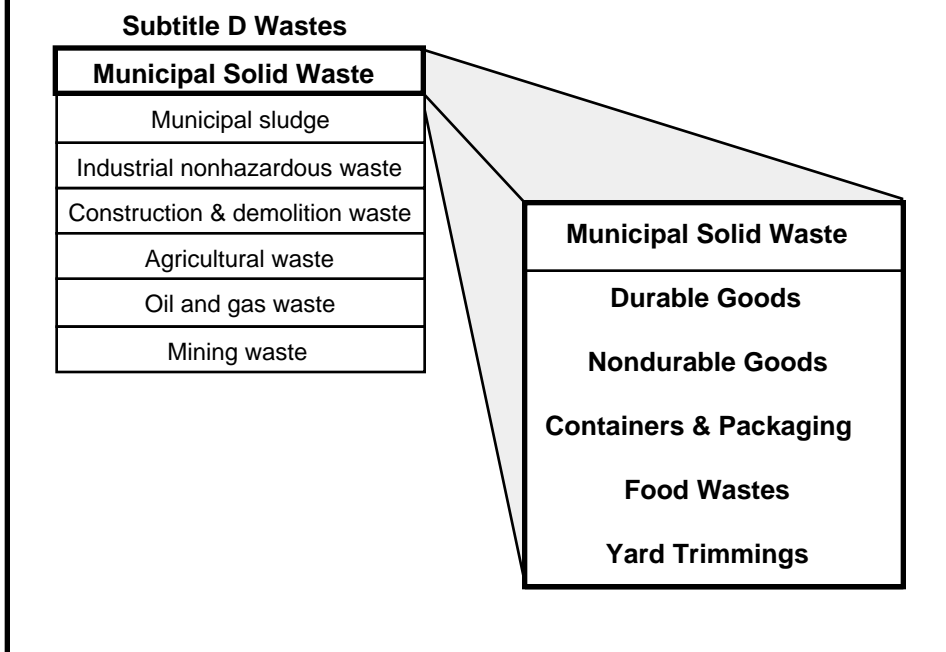 Subtitle D Wastes
Municipal Solid Waste
Municipal sludge
Industrial nonhazardous waste
Construction & demolition waste
Agricultural waste
Oil and gas waste
Mining waste
Municipal Solid Waste
Durable Goods
Nondurable Goods
Containers & Packaging
Food Wastes
Yard Trimmings